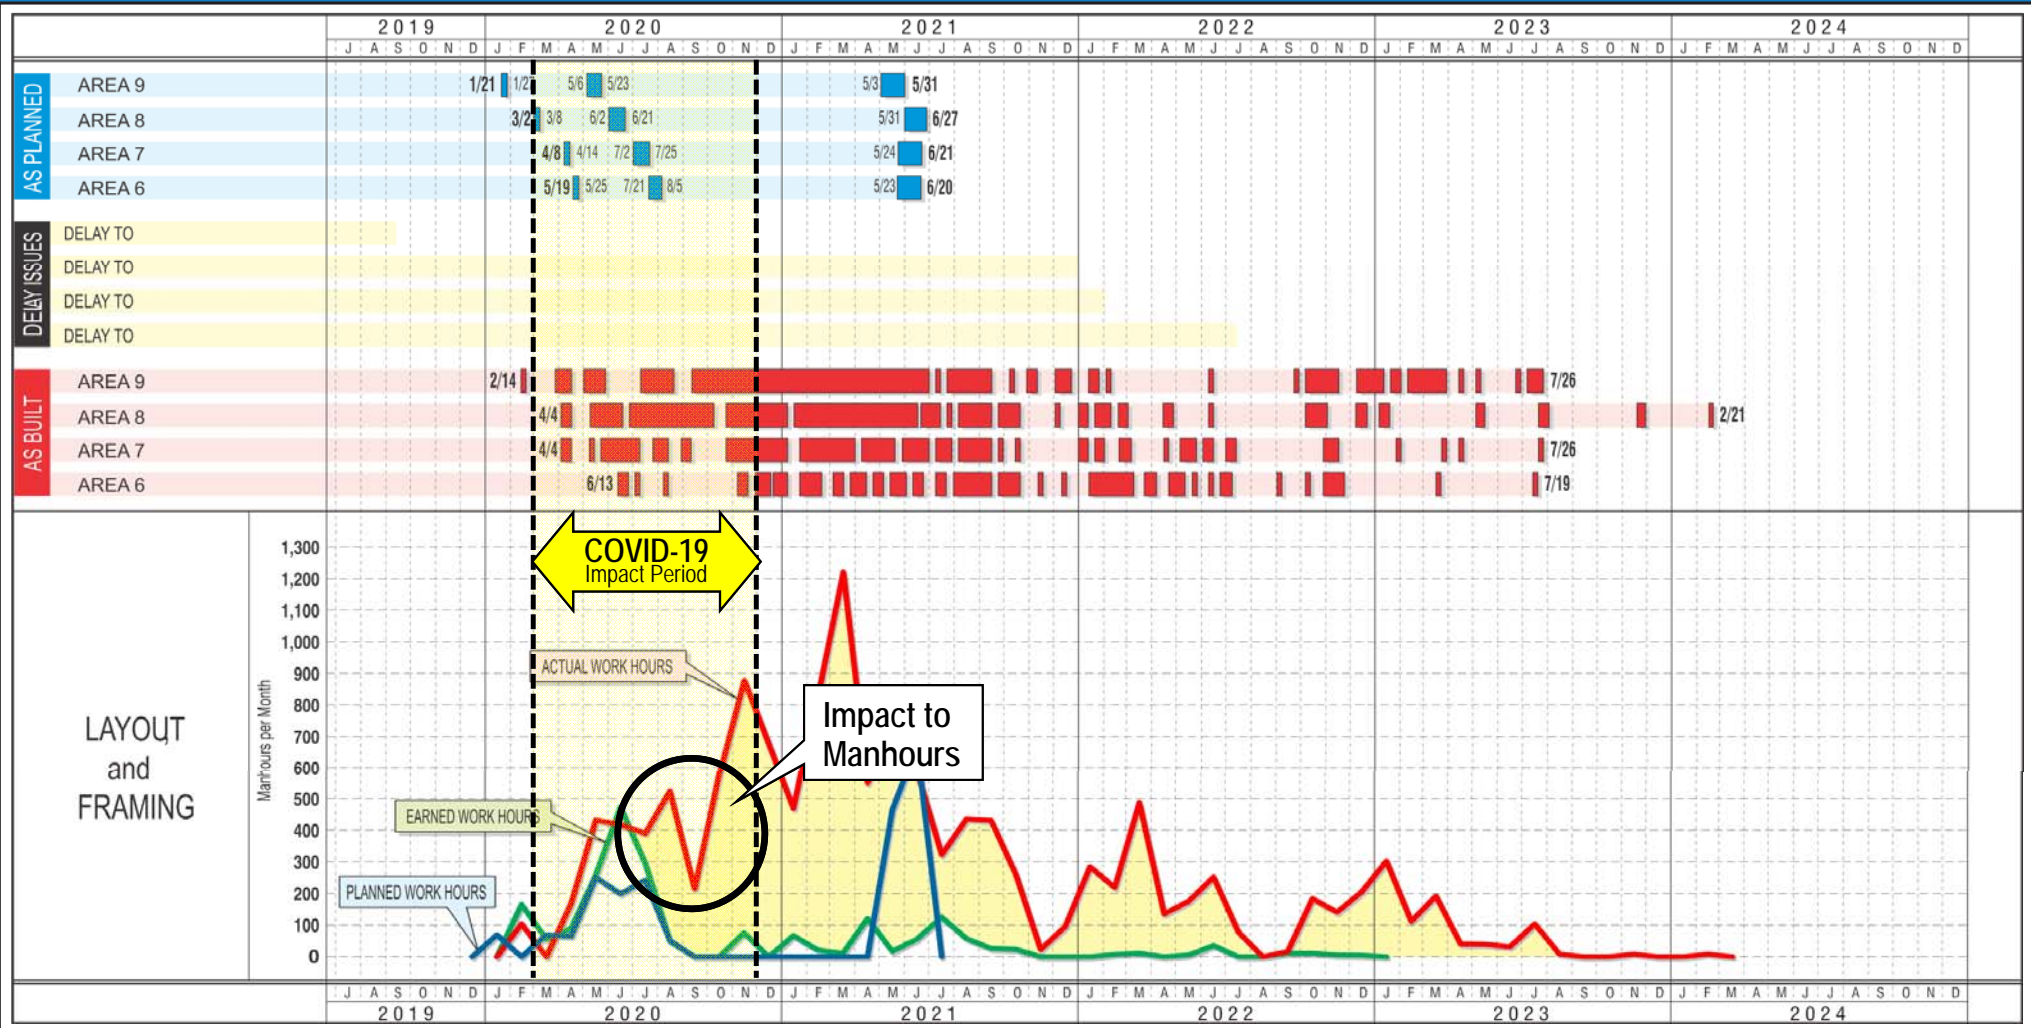 2019 2020 2021 2022 2023 2024
J A S O N D J F M A M J J A S O N D J F M A M J J A S O N D J F M A M J J A S O N D J F M A M J J A S O N D J F M A M J J A S O N D
AS PLANNED
AREA 9 1/21 1/27 5/6 5/23 5/3 5/31
AREA 8 3/2 3/8 6/2 6/21 5/31 6/27
AREA 7 4/8 4/14 7/2 7/25 5/24 6/21
AREA 6 5/19 5/25 7/21 8/5 5/23 6/20
DELAY ISSUES
DELAY TO
DELAY TO
DELAY TO
DELAY TO
AS BUILT
AREA 9 2/14 7/26
AREA 8 4/4 2/21
AREA 7 4/4 7/26
AREA 6 6/13 7/19
LAYOUT
and
FRAMING
Manhours per Month
1,300
1,200
1,100
1,000
900
800
700
600
500
400
300
200
100
0
COVID-19
Impact Period
ACTUAL WORK HOURS
Impact to
Manhours
EARNED WORK HOURS
PLANNED WORK HOURS
J A S O N D J F M A M J J A S O N D J F M A M J J A S O N D J F M A M J J A S O N D J F M A M J J A S O N D J F M A M J J A S O N D
2019 2020 2021 2022 2023 2024